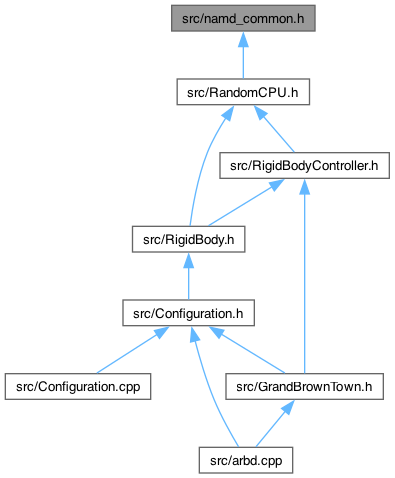 src/namd_common.h
src/RandomCPU.h
src/RigidBodyController.h
src/RigidBody.h
src/Configuration.h
src/Configuration.cpp
src/GrandBrownTown.h
src/arbd.cpp